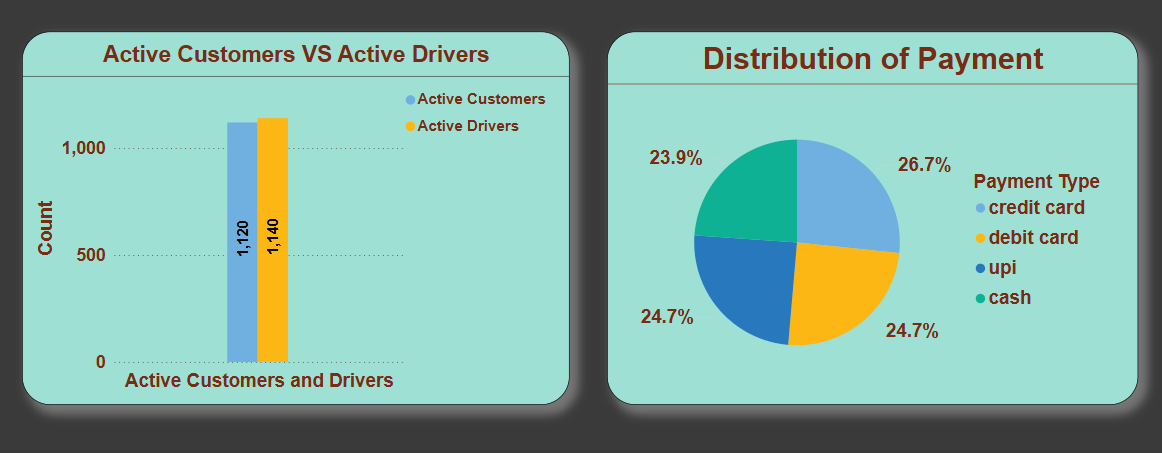 Active Customers VS Active Drivers
Active Customers
Active Drivers
1,000
500
0
Count
1,120
1,140
Active Customers and Drivers
Distribution of Payment
23.9%
26.7%
24.7%
24.7%
Payment Type
credit card
debit card
upi
cash